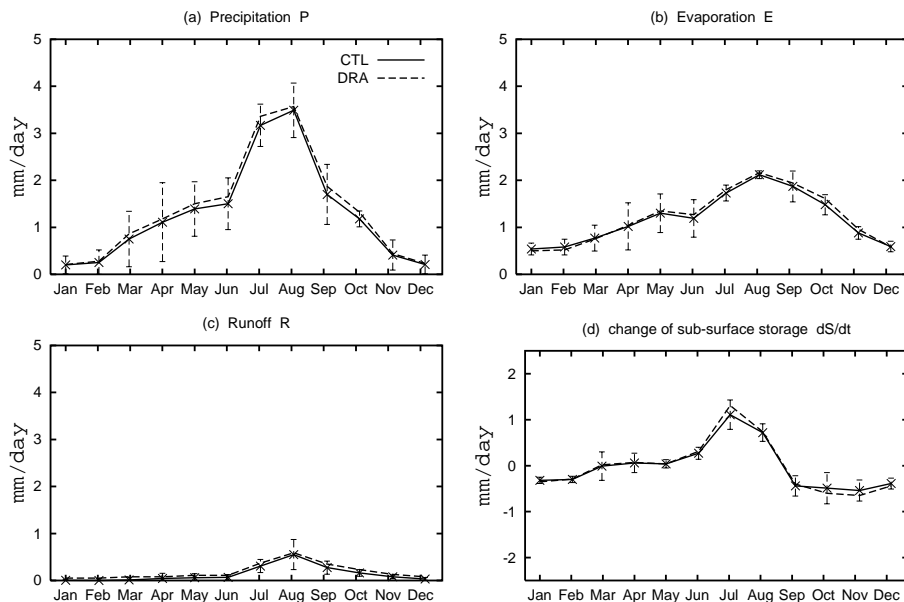 (a) Precipitation P
5
4
3
2
1
0
mm/day
CTL
DRA
Jan Feb Mar Apr May Jun Jul Aug Sep Oct Nov Dec
(b) Evaporation E
5
4
3
2
1
0
mm/day
Jan Feb Mar Apr May Jun Jul Aug Sep Oct Nov Dec
(c) Runoff R
5
4
3
2
1
0
mm/day
Jan Feb Mar Apr May Jun Jul Aug Sep Oct Nov Dec
(d) change of sub-surface storage dS/dt
2
1
0
-1
-2
mm/day
Jan Feb Mar Apr May Jun Jul Aug Sep Oct Nov Dec